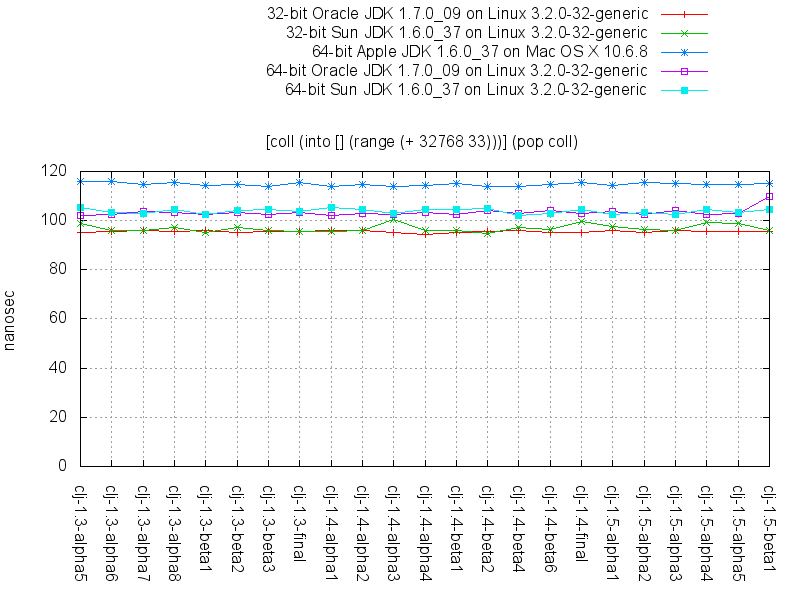 32-bit Oracle JDK 1.7.0_09 on Linux 3.2.0-32-generic
32-bit Sun JDK 1.6.0_37 on Linux 3.2.0-32-generic
64-bit Apple JDK 1.6.0_37 on Mac OS X 10.6.8
64-bit Oracle JDK 1.7.0_09 on Linux 3.2.0-32-generic
64-bit Sun JDK 1.6.0_37 on Linux 3.2.0-32-generic
[coll (into [] (range (+ 32768 33)))] (pop coll)
120
100
80
60
40
20
0
nanosec
clj-1.3-alpha5
clj-1.3-alpha6
clj-1.3-alpha7
clj-1.3-alpha8
clj-1.3-beta1
clj-1.3-beta2
clj-1.3-beta3
clj-1.3-final
clj-1.4-alpha1
clj-1.4-alpha2
clj-1.4-alpha3
clj-1.4-alpha4
clj-1.4-beta1
clj-1.4-beta2
clj-1.4-beta4
clj-1.4-beta6
clj-1.4-final
clj-1.5-alpha1
clj-1.5-alpha2
clj-1.5-alpha3
clj-1.5-alpha4
clj-1.5-alpha5
clj-1.5-beta1